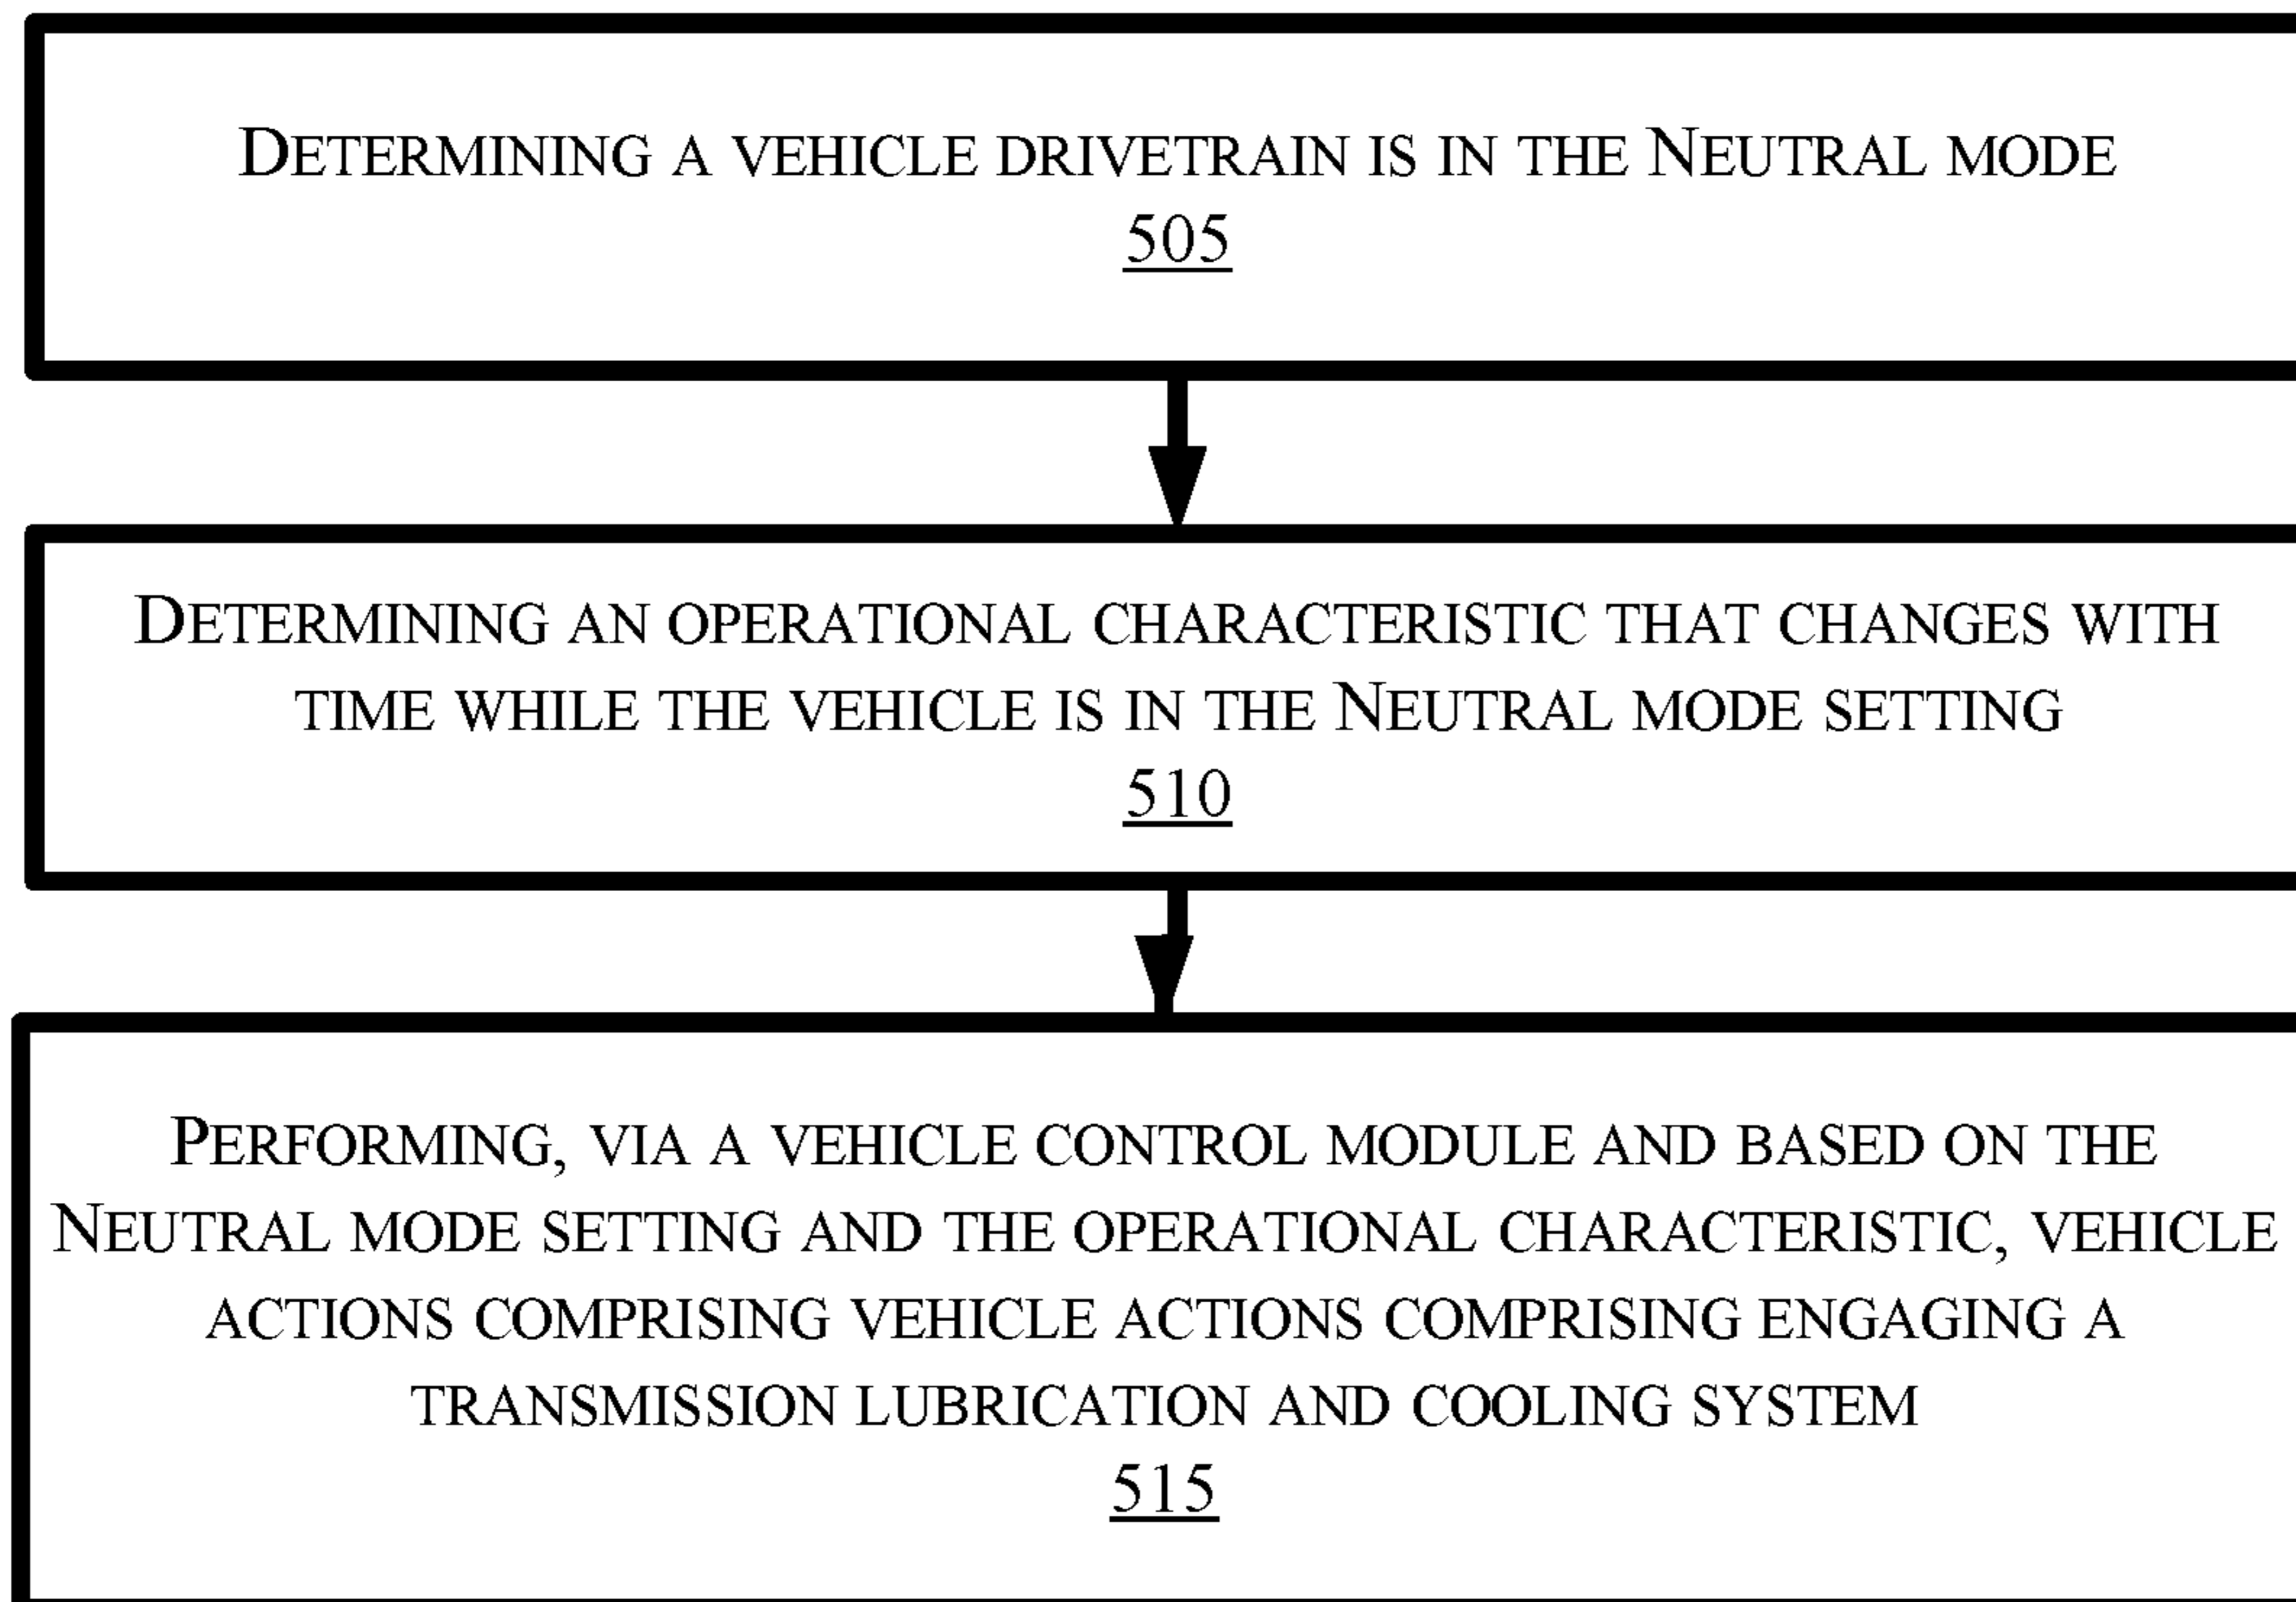 DETERMINING A VEHICLE DRIVETRAIN IS IN THE NEUTRAL MODE
505
DETERMINING AN OPERATIONAL CHARACTERISTIC THAT CHANGES WITH
TIME WHILE THE VEHICLE IS IN THE NEUTRAL MODE SETTING
510
PERFORMING, VIA A VEHICLE CONTROL MODULE AND BASED ON THE
NEUTRAL MODE SETTING AND THE OPERATIONAL CHARACTERISTIC, VEHICLE
ACTIONS COMPRISING VEHICLE ACTIONS COMPRISING ENGAGING A
TRANSMISSION LUBRICATION AND COOLING SYSTEM
515